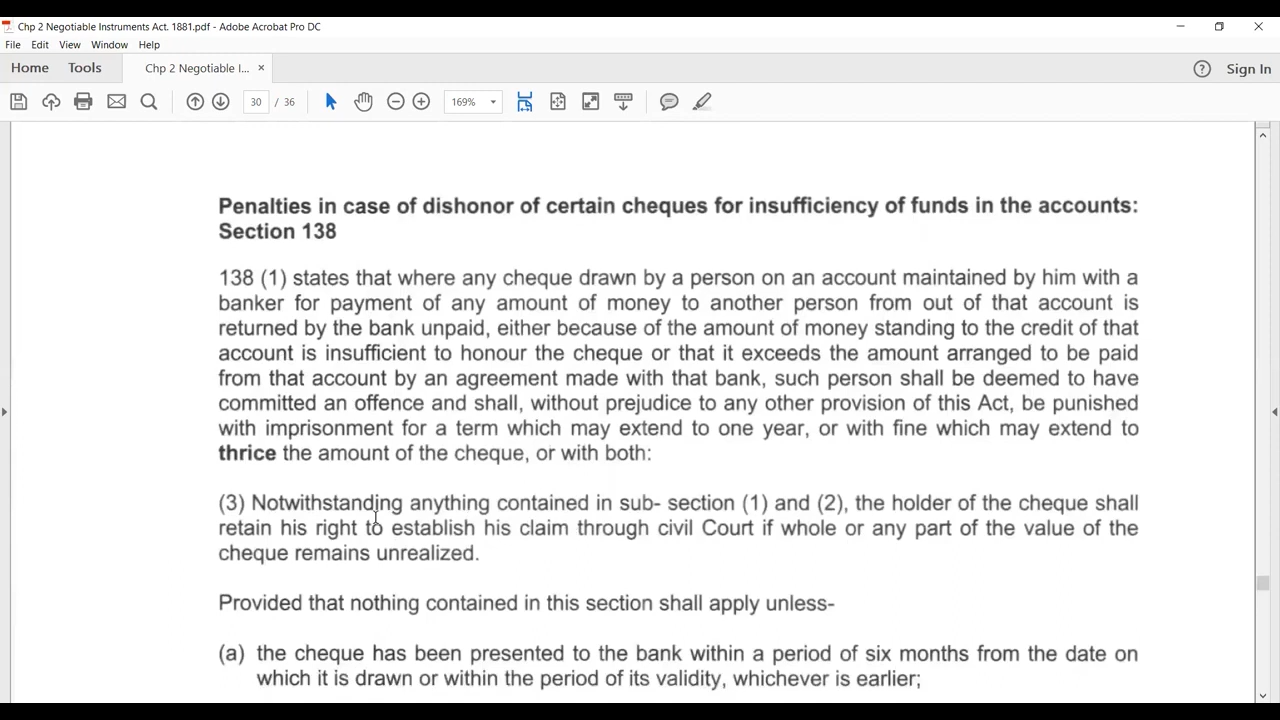 Chp 2 Negotiable Instruments Act. 1881.pdf - Adobe Acrobat Pro DC
File Edit View Window Help
Home Tools Chp 2 Negotiable I... × ? Sign In
30 / 36 169%
Penalties in case of dishonor of certain cheques for insufficiency of funds in the accounts:
Section 138
138 (1) states that where any cheque drawn by a person on an account maintained by him with a
banker for payment of any amount of money to another person from out of that account is
returned by the bank unpaid, either because of the amount of money standing to the credit of that
account is insufficient to honour the cheque or that it exceeds the amount arranged to be paid
from that account by an agreement made with that bank, such person shall be deemed to have
committed an offence and shall, without prejudice to any other provision of this Act, be punished
with imprisonment for a term which may extend to one year, or with fine which may extend to
thrice the amount of the cheque, or with both:
(3) Notwithstanding anything contained in sub- section (1) and (2), the holder of the cheque shall
retain his right to establish his claim through civil Court if whole or any part of the value of the
cheque remains unrealized.
Provided that nothing contained in this section shall apply unless-
(a) the cheque has been presented to the bank within a period of six months from the date on
which it is drawn or within the period of its validity, whichever is earlier;